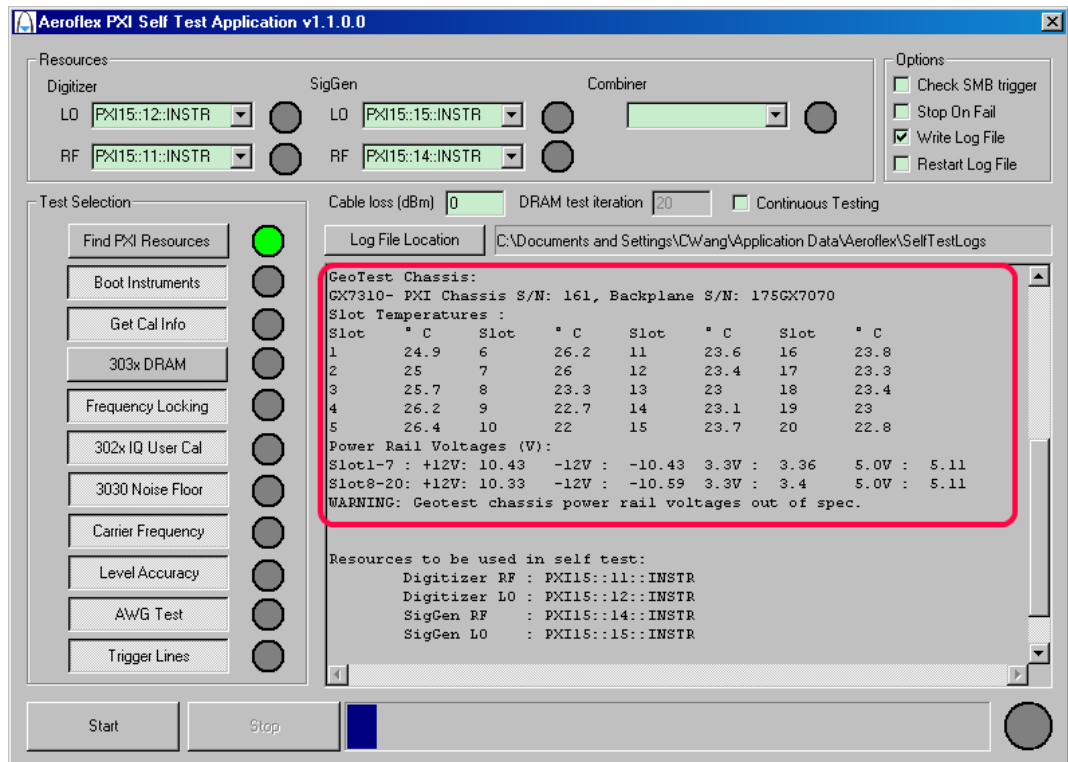 Aeroflex PXI Self Test Application v1.1.0.0
Resources
Digitizer SigGen Combiner
LO PXI15::12::INSTR LO PXI15::15::INSTR
RF PXI15::11::INSTR RF PXI15::14::INSTR
Options
Check SMB trigger
Stop On Fail
Write Log File
Restart Log File
Test Selection
Find PXI Resources
Boot Instruments
Get Cal Info
303x DRAM
Frequency Locking
302x IQ User Cal
3030 Noise Floor
Carrier Frequency
Level Accuracy
AWG Test
Trigger Lines
Cable loss (dBm) 0 DRAM test iteration 20 Continuous Testing
Log File Location C:\Documents and Settings\CWang\Application Data\Aeroflex\SelfTestLogs
GeoTest Chassis:
GX7310- PXI Chassis S/N: 161, Backplane S/N: 175GX7070
Slot Temperatures :
Slot ° C Slot ° C Slot ° C Slot ° C
1 24.9 6 26.2 11 23.6 16 23.8
2 25 7 26 12 23.4 17 23.3
3 25.7 8 23.3 13 23 18 23.4
4 26.2 9 22.7 14 23.1 19 23
5 26.4 10 22 15 23.7 20 22.8
Power Rail Voltages (V):
Slot1-7 : +12V: 10.43 -12V : -10.43 3.3V : 3.36 5.0V : 5.11
Slot8-20: +12V: 10.33 -12V : -10.59 3.3V : 3.4 5.0V : 5.11
WARNING: Geotest chassis power rail voltages out of spec.
Resources to be used in self test:
Digitizer RF : PXI15::11::INSTR
Digitizer LO : PXI15::12::INSTR
SigGen RF : PXI15::14::INSTR
SigGen LO : PXI15::15::INSTR
Start Stop